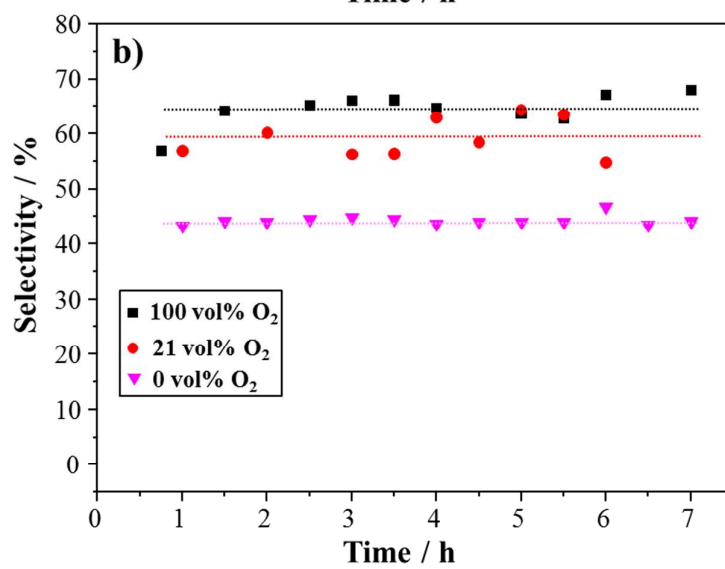 Time / h
80
b)
70
60
50
40
30
20
10
0
Selectivity / %
100 vol% O₂
21 vol% O₂
0 vol% O₂
0 1 2 3 4 5 6 7
Time / h